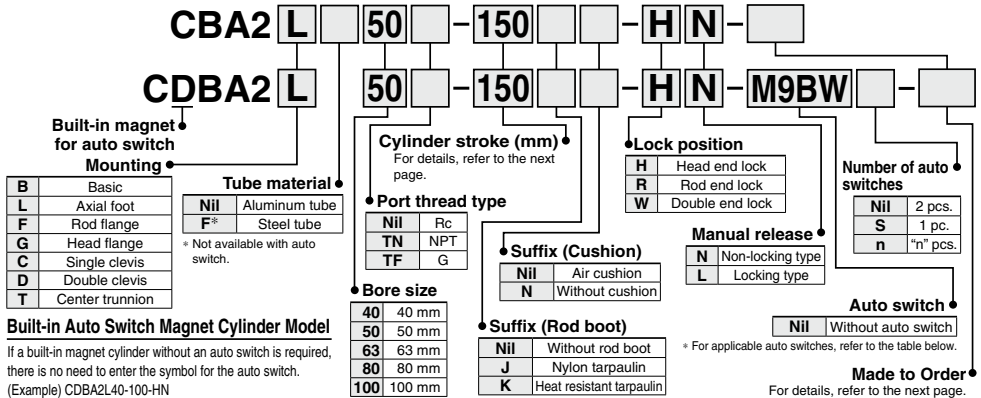 CBA2 L 50 - 150 - H N -
CDBA2 L 50 - 150 - H N - M9BW -
Built-in magnet
for auto switch
Mounting
B Basic
L Axial foot
F Rod flange
G Head flange
C Single clevis
D Double clevis
T Center trunnion
Tube material
Nil Aluminum tube
F* Steel tube
* Not available with auto
switch.
Cylinder stroke (mm)
For details, refer to the next
page.
Port thread type
Nil Rc
TN NPT
TF G
Bore size
40 40 mm
50 50 mm
63 63 mm
80 80 mm
100 100 mm
Lock position
H Head end lock
R Rod end lock
W Double end lock
Suffix (Cushion)
Nil Air cushion
N Without cushion
Suffix (Rod boot)
Nil Without rod boot
J Nylon tarpaulin
K Heat resistant tarpaulin
Manual release
N Non-locking type
L Locking type
Number of auto
switches
Nil 2 pcs.
S 1 pc.
n “n” pcs.
Auto switch
Nil Without auto switch
* For applicable auto switches, refer to the table below.
Made to Order
For details, refer to the next page.
Built-in Auto Switch Magnet Cylinder Model
If a built-in magnet cylinder without an auto switch is required,
there is no need to enter the symbol for the auto switch.
(Example) CDBA2L40-100-HN